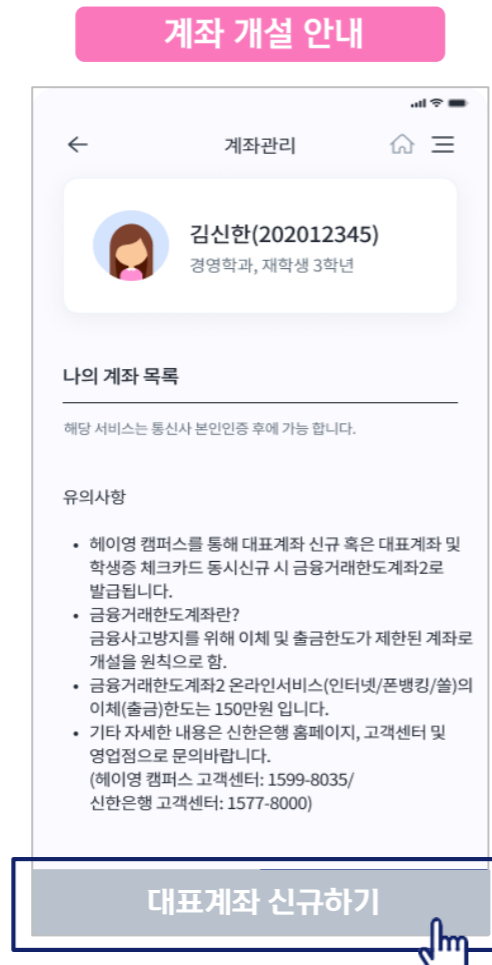 계좌 개설 안내
계좌관리
김신한(202012345)
경영학과, 재학생 3학년
나의 계좌 목록
해당 서비스는 통신사 본인인증 후에 가능 합니다.
유의사항
• 헤이영 캠퍼스를 통해 대표계좌 신규 혹은 대표계좌 및
학생증 체크카드 동시신규 시 금융거래한도계좌2로
발급됩니다.
• 금융거래한도계좌란?
금융사고방지를 위해 이체 및 출금한도가 제한된 계좌로
개설을 원칙으로 함.
• 금융거래한도계좌2 온라인서비스(인터넷/폰뱅킹/쏠)의
이체(출금)한도는 150만원 입니다.
• 기타 자세한 내용은 신한은행 홈페이지, 고객센터 및
영업점으로 문의바랍니다.
(헤이영 캠퍼스 고객센터: 1599-8035/
신한은행 고객센터: 1577-8000)
대표계좌 신규하기